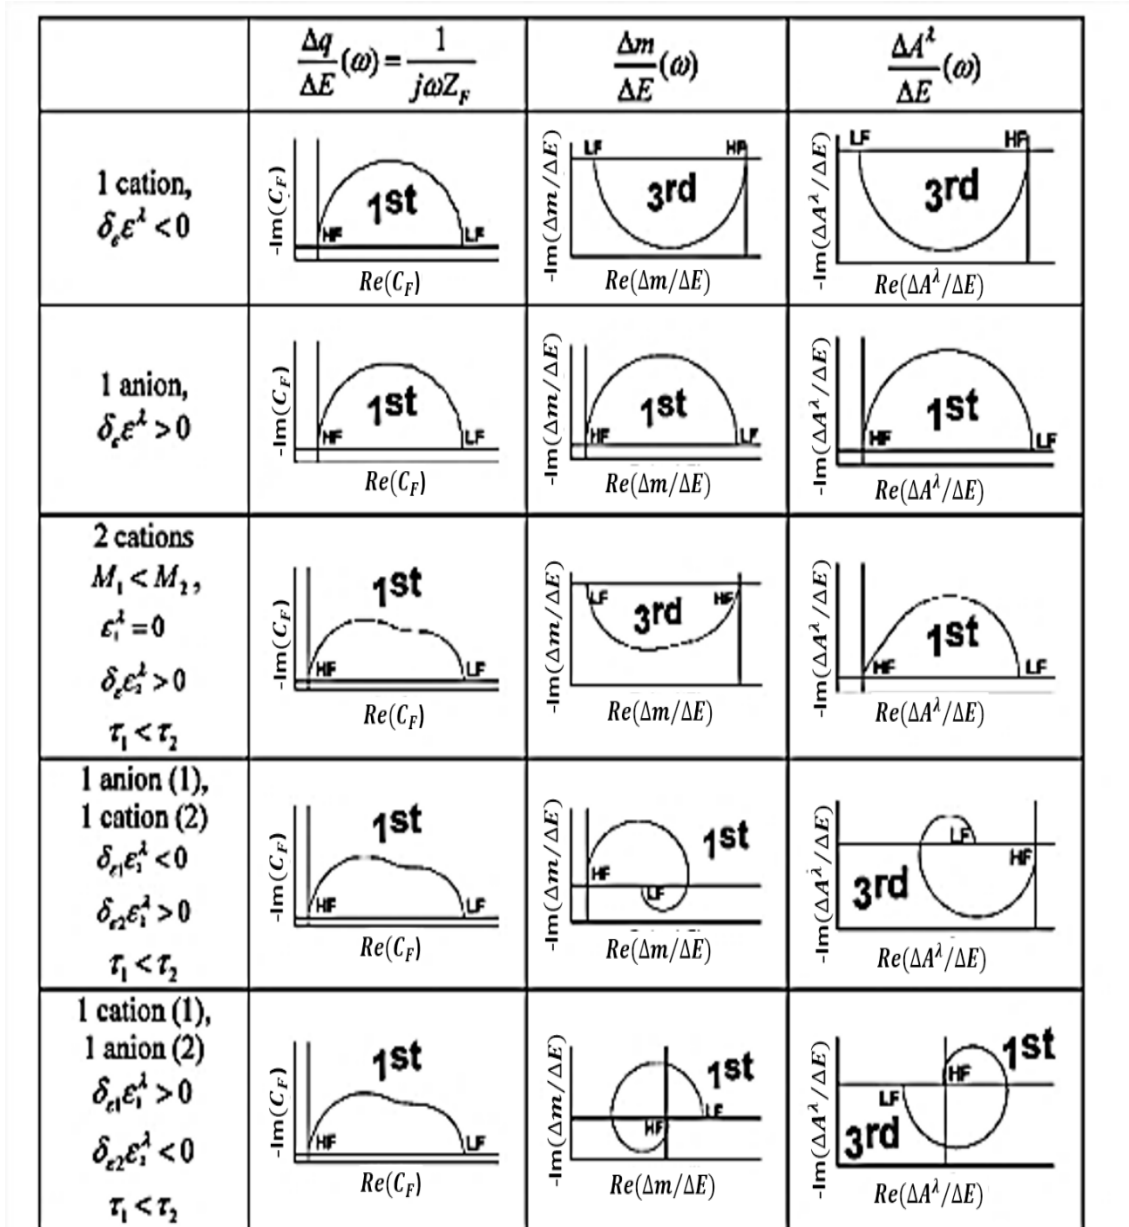 Δq/ΔE(ω) = 1/jωZ_F
Δm/ΔE(ω)
ΔA^λ/ΔE(ω)
1 cation,
δ_ε ε^λ < 0
-Im(C_F)
1st
HF
LF
Re(C_F)
-Im(Δm/ΔE)
LF
HF
3rd
Re(Δm/ΔE)
-Im(ΔA^λ/ΔE)
LF
HF
3rd
Re(ΔA^λ/ΔE)
1 anion,
δ_ε ε^λ > 0
-Im(C_F)
1st
HF
LF
Re(C_F)
-Im(Δm/ΔE)
1st
HF
LF
Re(Δm/ΔE)
-Im(ΔA^λ/ΔE)
1st
HF
LF
Re(ΔA^λ/ΔE)
2 cations
M_1 < M_2,
ε_1^λ = 0
δ_ε ε_2^λ > 0
τ_1 < τ_2
-Im(C_F)
1st
HF
LF
Re(C_F)
-Im(Δm/ΔE)
LF
HF
3rd
Re(Δm/ΔE)
-Im(ΔA^λ/ΔE)
1st
HF
LF
Re(ΔA^λ/ΔE)
1 anion (1),
1 cation (2)
δ_ε1 ε_2^λ < 0
δ_ε2 ε_1^λ > 0
τ_1 < τ_2
-Im(C_F)
1st
HF
LF
Re(C_F)
-Im(Δm/ΔE)
1st
HF
LF
Re(Δm/ΔE)
-Im(ΔA^λ/ΔE)
LF
HF
3rd
Re(ΔA^λ/ΔE)
1 cation (1),
1 anion (2)
δ_ε1 ε_1^λ > 0
δ_ε2 ε_2^λ < 0
τ_1 < τ_2
-Im(C_F)
1st
HF
LF
Re(C_F)
-Im(Δm/ΔE)
1st
LF
HF
Re(Δm/ΔE)
-Im(ΔA^λ/ΔE)
1st
HF
LF
3rd
Re(ΔA^λ/ΔE)